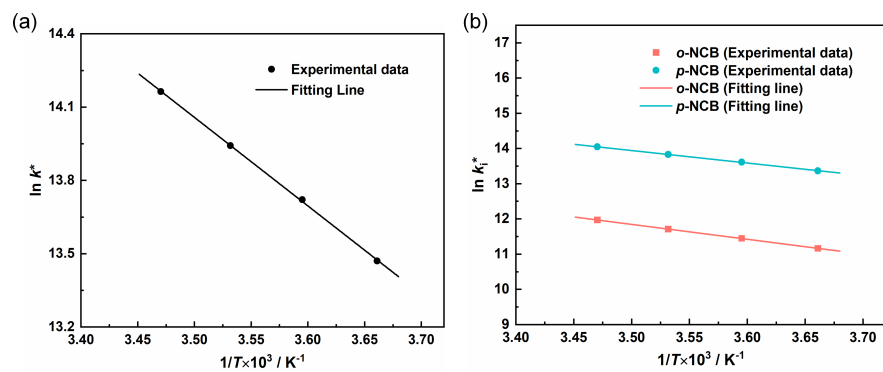 (a)
14.4
14.1
13.8
13.5
13.2
ln k*
Experimental data
Fitting Line
3.40 3.45 3.50 3.55 3.60 3.65 3.70
1/T×10³ / K⁻¹
(b)
17
16
15
14
13
12
11
10
9
ln kᵢ*
o-NCB (Experimental data)
p-NCB (Experimental data)
o-NCB (Fitting line)
p-NCB (Fitting line)
3.40 3.45 3.50 3.55 3.60 3.65 3.70
1/T×10³ / K⁻¹